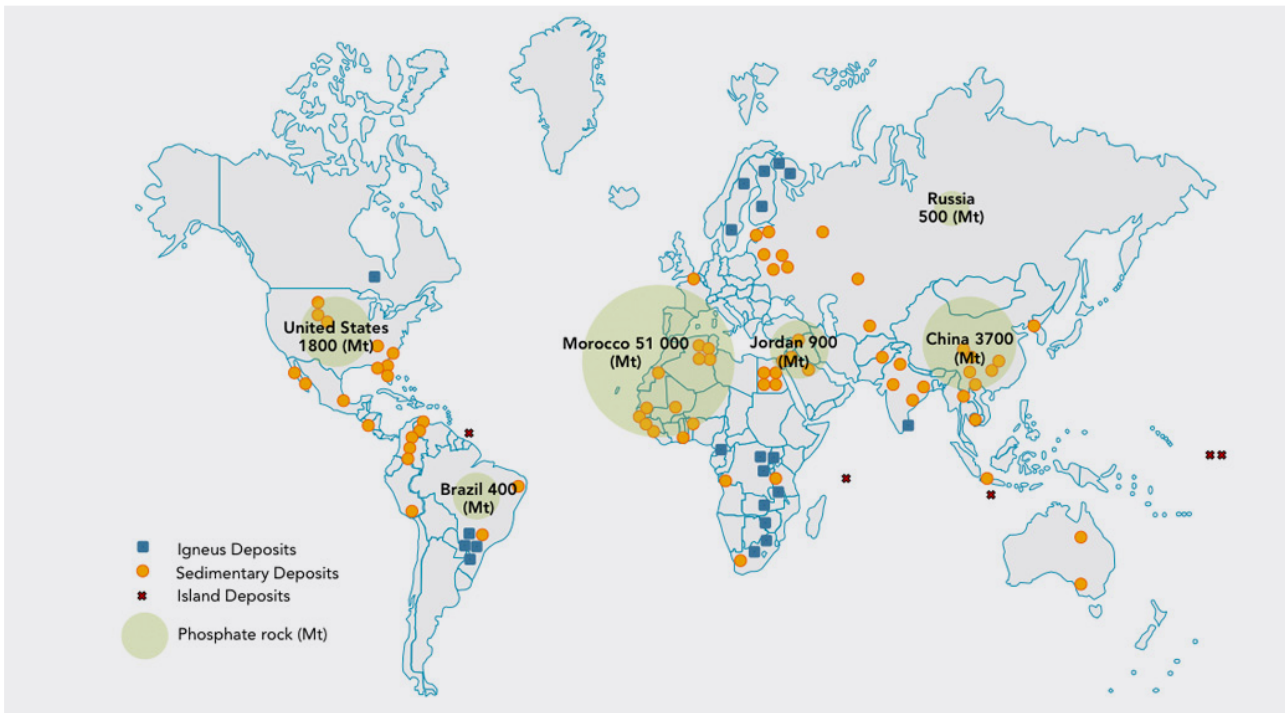 Russia
500 (Mt)
United States
1800 (Mt)
Morocco 51 000
(Mt)
Jordan 900
(Mt)
China 3700
(Mt)
Brazil 400
(Mt)
Igneus Deposits
Sedimentary Deposits
Island Deposits
Phosphate rock (Mt)